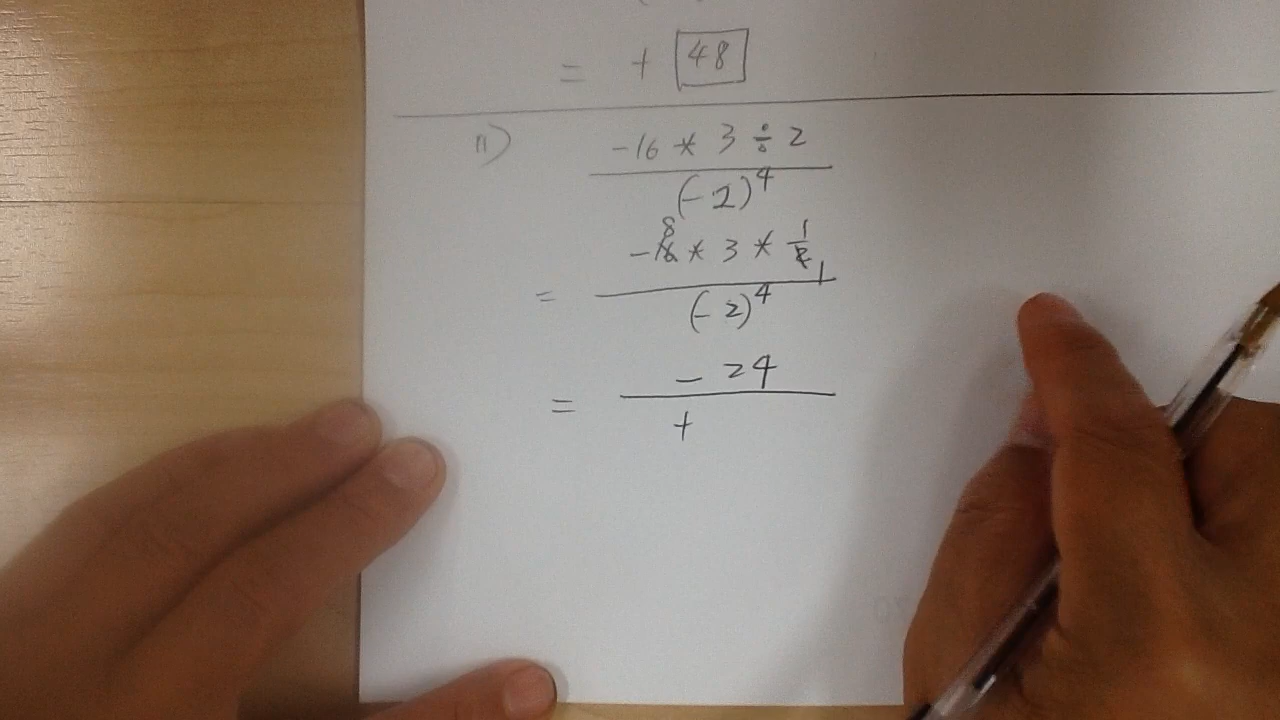 = + 48
11) -16 * 3 ÷ 2
(-2)^4
8 1
= -16 * 3 * 1/2
(-2)^4
= -24
+